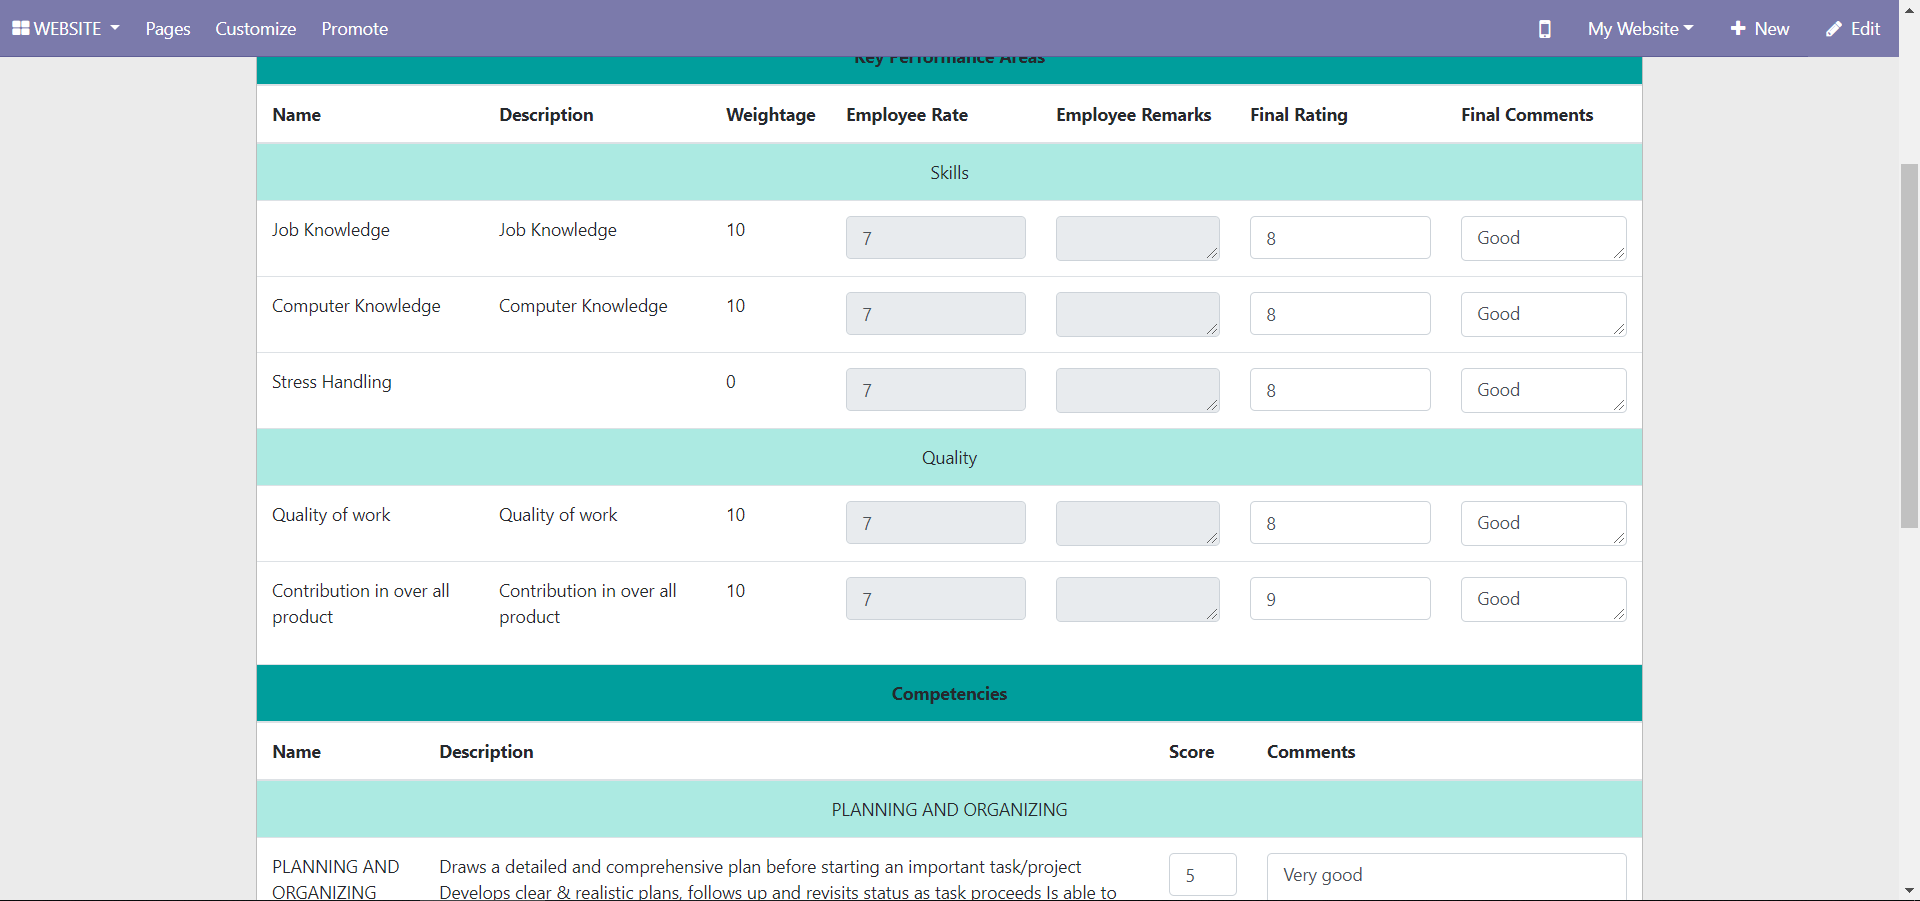 WEBSITE Pages Customize Promote My Website New Edit
Key Performance Areas
Name Description Weightage Employee Rate Employee Remarks Final Rating Final Comments
Skills
Job Knowledge Job Knowledge 10 7 8 Good
Computer Knowledge Computer Knowledge 10 7 8 Good
Stress Handling 0 7 8 Good
Quality
Quality of work Quality of work 10 7 8 Good
Contribution in over all Contribution in over all 10 7 9 Good
product product
Competencies
Name Description Score Comments
PLANNING AND ORGANIZING
PLANNING AND Draws a detailed and comprehensive plan before starting an important task/project 5 Very good
ORGANIZING Develops clear & realistic plans, follows up and revisits status as task proceeds Is able to